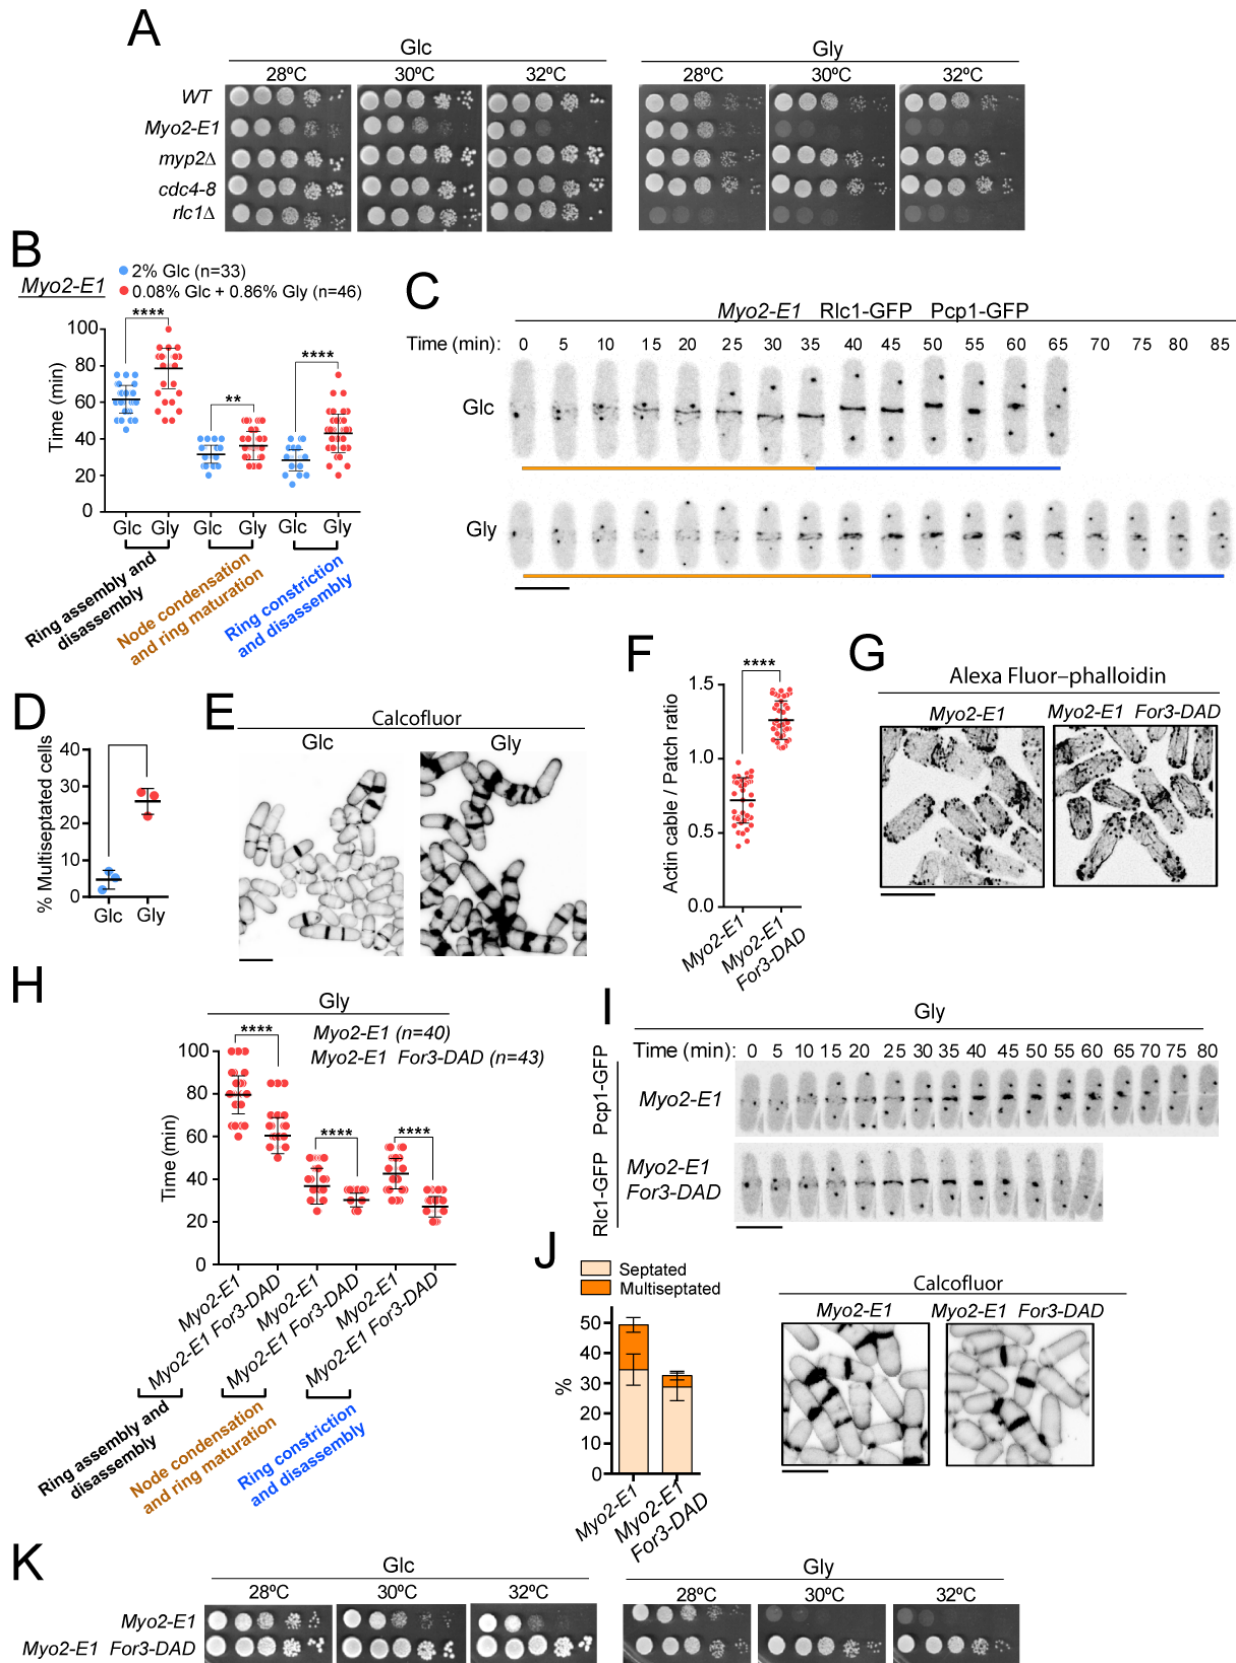 A
Glc
Gly
28ºC 30ºC 32ºC 28ºC 30ºC 32ºC
WT
Myo2-E1
myp2Δ
cdc4-8
rlc1Δ
B
Myo2-E1
2% Glc (n=33)
0.08% Glc + 0.86% Gly (n=46)
Time (min)
100
80
60
40
20
0
****
**
****
Glc Gly Glc Gly Glc Gly
Ring assembly and
disassembly
Node condensation
and ring maturation
Ring constriction
and disassembly
C
Myo2-E1 Rlc1-GFP Pcp1-GFP
Time (min): 0 5 10 15 20 25 30 35 40 45 50 55 60 65 70 75 80 85
Glc
Gly
D
% Multiseptated cells
40
30
20
10
0
Glc Gly
E
Calcofluor
Glc Gly
F
Actin cable / Patch ratio
1.5
1.0
0.5
0.0
****
Myo2-E1
Myo2-E1
For3-DAD
G
Alexa Fluor–phalloidin
Myo2-E1 Myo2-E1 For3-DAD
H
Gly
Myo2-E1 (n=40)
Myo2-E1 For3-DAD (n=43)
Time (min)
100
80
60
40
20
0
****
****
****
Myo2-E1
Myo2-E1 For3-DAD
Myo2-E1
Myo2-E1 For3-DAD
Myo2-E1
Myo2-E1 For3-DAD
Ring assembly and
disassembly
Node condensation
and ring maturation
Ring constriction
and disassembly
I
Gly
Time (min): 0 5 10 15 20 25 30 35 40 45 50 55 60 65 70 75 80
Rlc1-GFP Pcp1-GFP
Myo2-E1
Myo2-E1
For3-DAD
J
Septated
Multiseptated
%
50
40
30
20
10
0
Myo2-E1
Myo2-E1
For3-DAD
Calcofluor
Myo2-E1 Myo2-E1 For3-DAD
K
Glc
Gly
28ºC 30ºC 32ºC 28ºC 30ºC 32ºC
Myo2-E1
Myo2-E1 For3-DAD